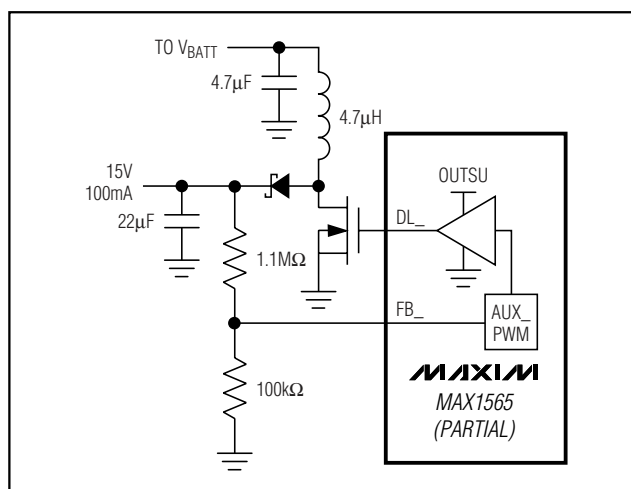 TO VBATT
4.7µF
4.7µH
15V
100mA
OUTSU
22µF
DL_
1.1MΩ
FB_
AUX_
PWM
MAXIM
100kΩ
MAX1565
(PARTIAL)